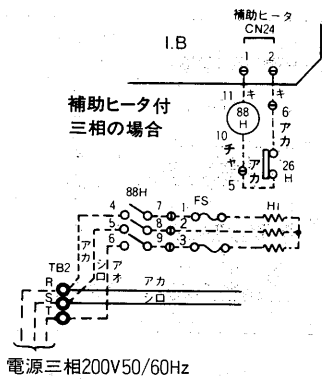 補助ヒータ
CN24
I.B
1 2
補助ヒータ付
三相の場合
11 キ キ
88
H
6
ア
カ
10
チ
ャ
5
ア
カ
26
H
88H
FS
Hi
4 7 1
5 8 2
6 9 3
ア
カ
シ
ロ
ア
オ
TB2
R
S
T
アカ
シロ
電源三相200V50/60Hz